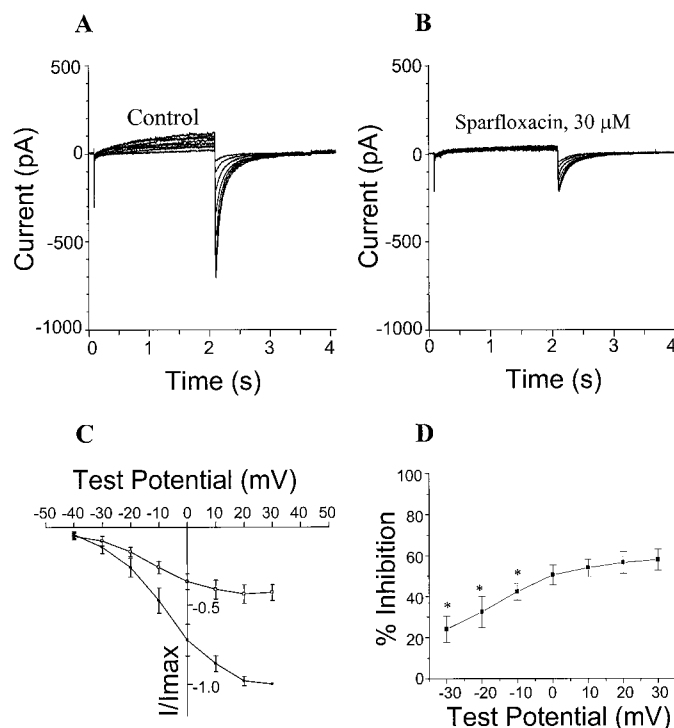 A
B
500
0
-500
-1000
Current (pA)
Control
0 1 2 3 4
Time (s)
500
0
-500
-1000
Current (pA)
Sparfloxacin, 30 µM
0 1 2 3 4
Time (s)
C
D
Test Potential (mV)
-50 -40 -30 -20 -10 0 10 20 30 40 50
-0.5
-1.0
I/Imax
100
80
60
40
20
0
% Inhibition
* * *
-30 -20 -10 0 10 20 30
Test Potential (mV)